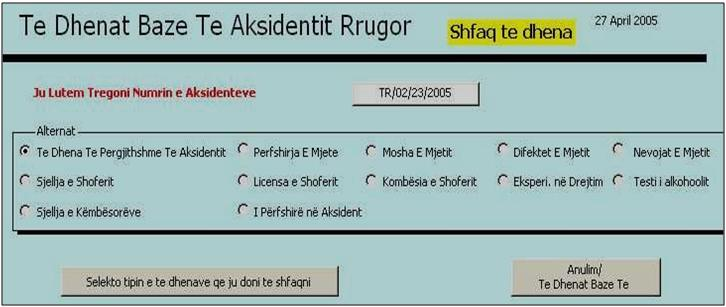 Te Dhenat Baze Te Aksidentit Rrugor
Shfaq te dhena
27 April 2005
Ju Lutem Tregoni Numrin e Aksidenteve
TR/02/23/2005
Alternat
Te Dhena Te Pergjithshme Te Aksidentit Perfshirja E Mjete Mosha E Mjetit Difektet E Mjetit Nevojat E Mjetit
Sjellja e Shoferit Licensa e Shoferit Kombësia e Shoferit Eksperi. në Drejtim Testi i alkohoolit
Sjellja e Këmbësorëve I Përfshirë në Aksident
Selekto tipin e te dhenave qe ju doni te shfaqni
Anulim/
Te Dhenat Baze Te